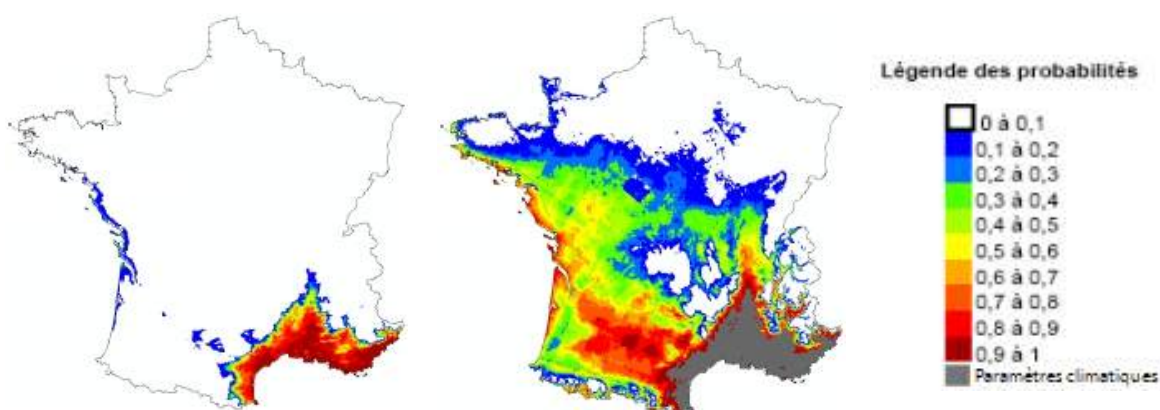 Légende des probabilités
0 à 0,1
0,1 à 0,2
0,2 à 0,3
0,3 à 0,4
0,4 à 0,5
0,5 à 0,6
0,6 à 0,7
0,7 à 0,8
0,8 à 0,9
0,9 à 1
Paramètres climatiques